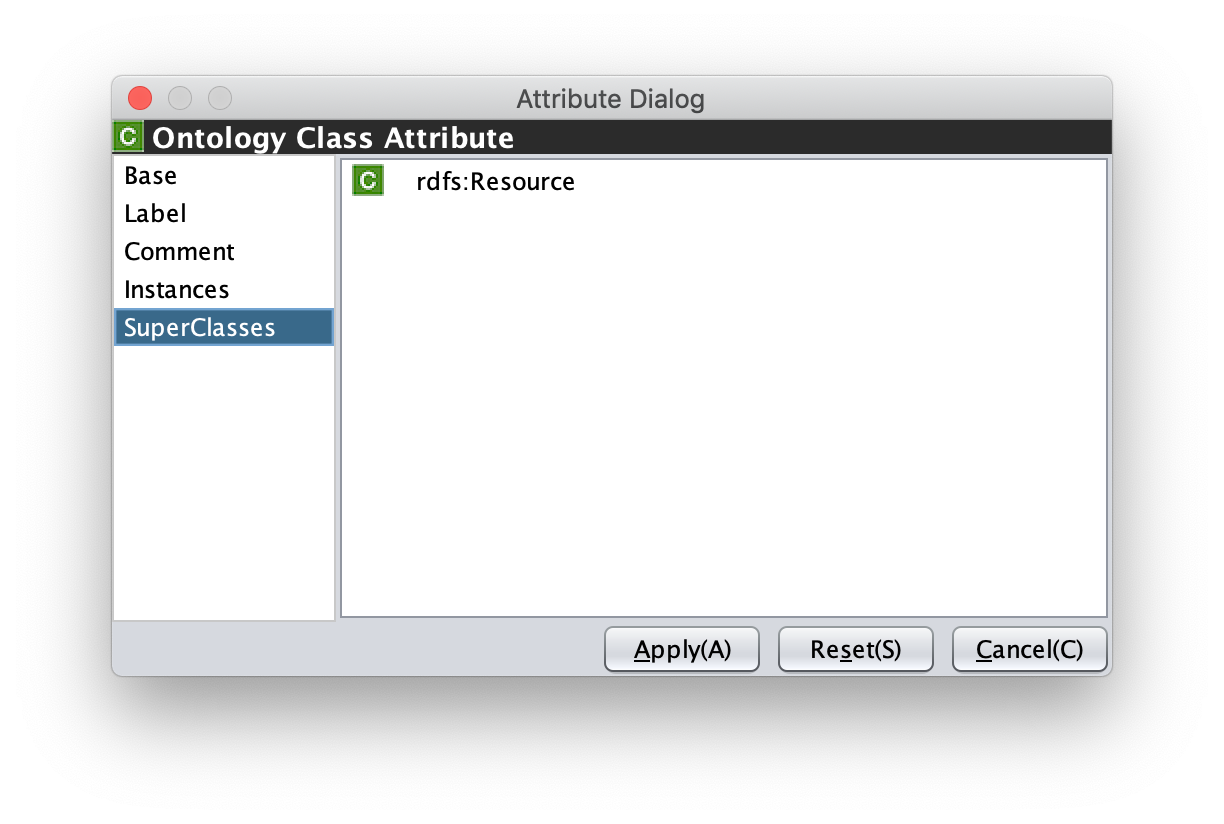 Attribute Dialog
C Ontology Class Attribute
Base
Label
Comment
Instances
SuperClasses
C rdfs:Resource
Apply(A) Reset(S) Cancel(C)